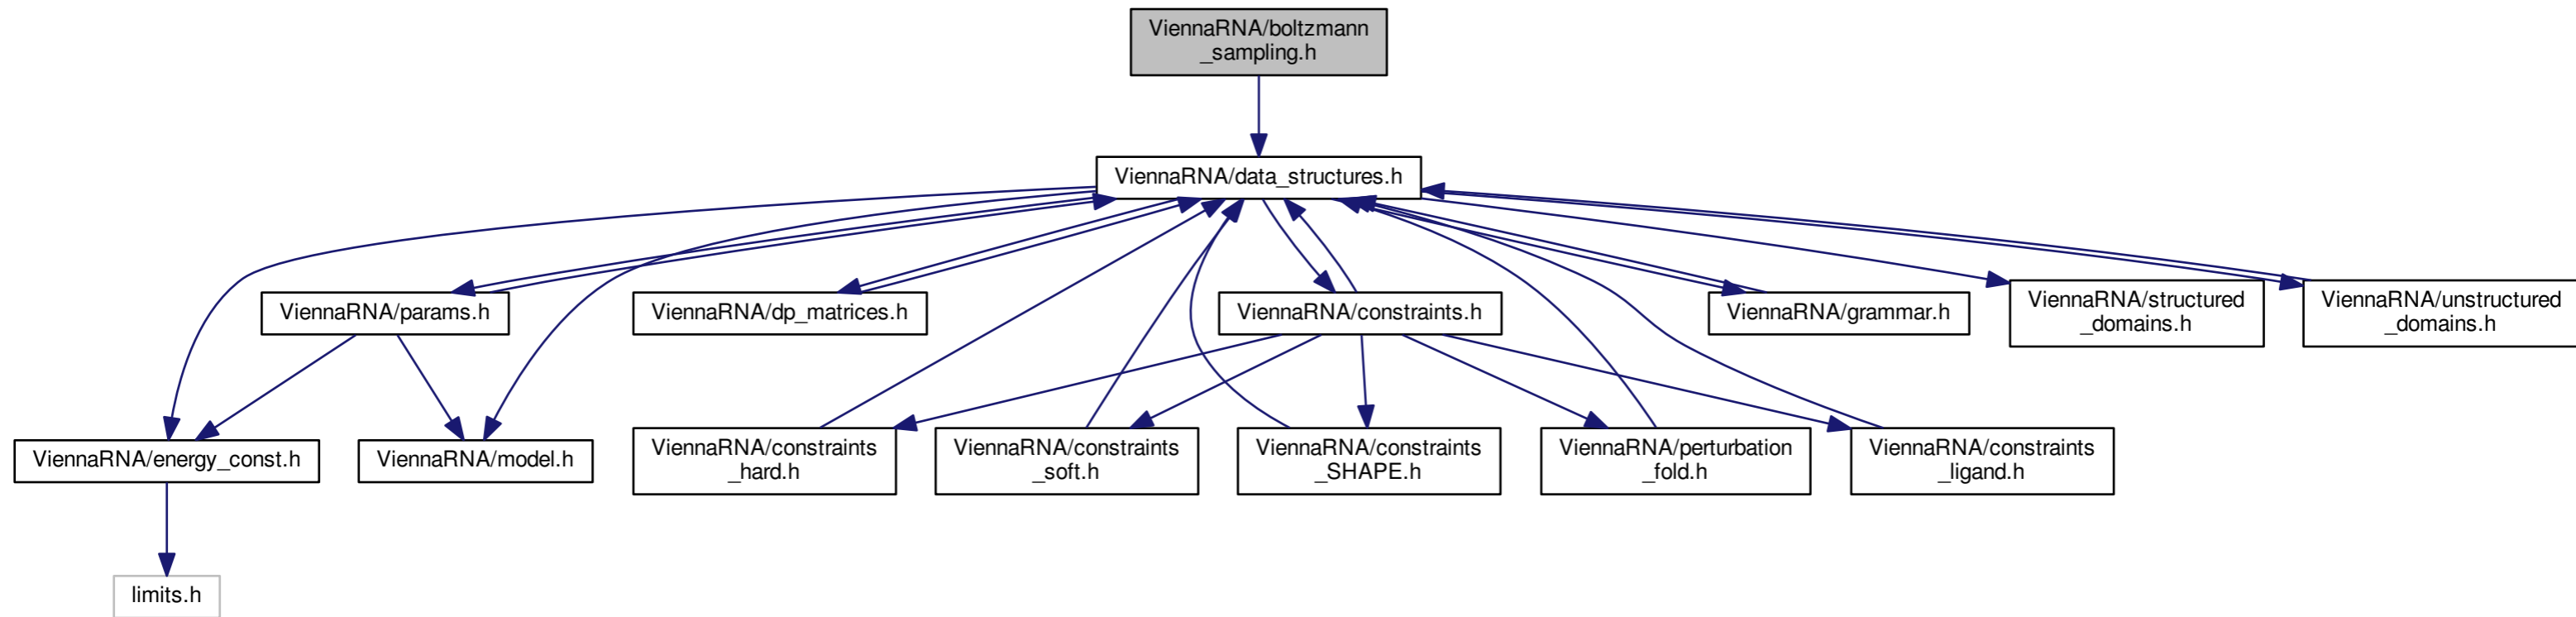 ViennaRNA/boltzmann
_sampling.h
ViennaRNA/data_structures.h
ViennaRNA/params.h
ViennaRNA/dp_matrices.h
ViennaRNA/constraints.h
ViennaRNA/grammar.h
ViennaRNA/structured
_domains.h
ViennaRNA/unstructured
_domains.h
ViennaRNA/energy_const.h
ViennaRNA/model.h
ViennaRNA/constraints
_hard.h
ViennaRNA/constraints
_soft.h
ViennaRNA/constraints
_SHAPE.h
ViennaRNA/perturbation
_fold.h
ViennaRNA/constraints
_ligand.h
limits.h